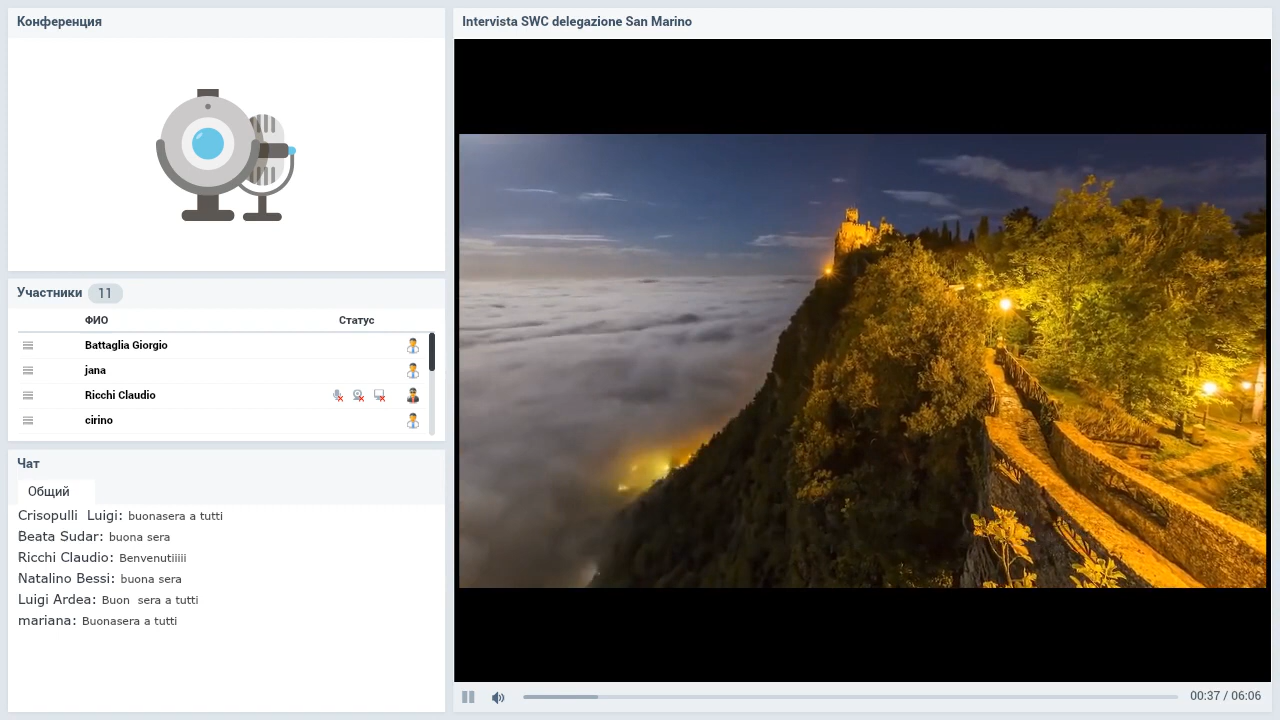 Конференция
Intervista SWC delegazione San Marino
Участники 11
ФИО Статус
Battaglia Giorgio
jana
Ricchi Claudio
cirino
Чат
Общий
Crisopulli Luigi: buonasera a tutti
Beata Sudar: buona sera
Ricchi Claudio: Benvenutiiiii
Natalino Bessi: buona sera
Luigi Ardea: Buon sera a tutti
mariana: Buonasera a tutti
00:37 / 06:06